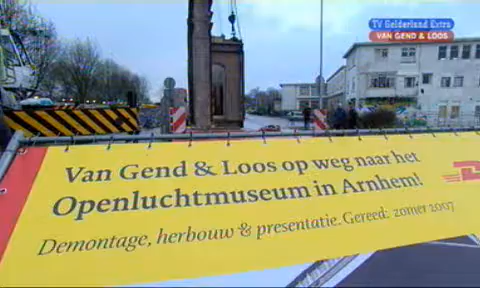 TV Gelderland Extra
VAN GEND & LOOS
Van Gend & Loos op weg naar het
Openluchtmuseum in Arnhem!
Demontage, herbouw & presentatie. Gereed: zomer 2007